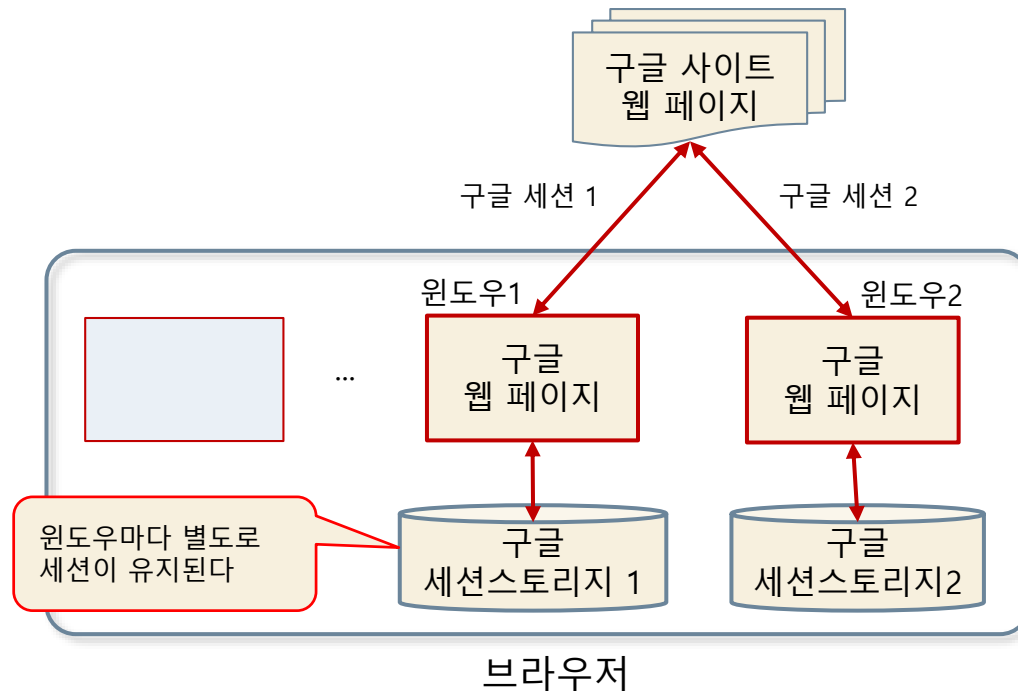 구글 사이트
웹 페이지
구글 세션 1
구글 세션 2
윈도우1
윈도우2
구글
웹 페이지
...
구글
웹 페이지
윈도우마다 별도로
세션이 유지된다
구글
세션스토리지 1
구글
세션스토리지2
브라우저